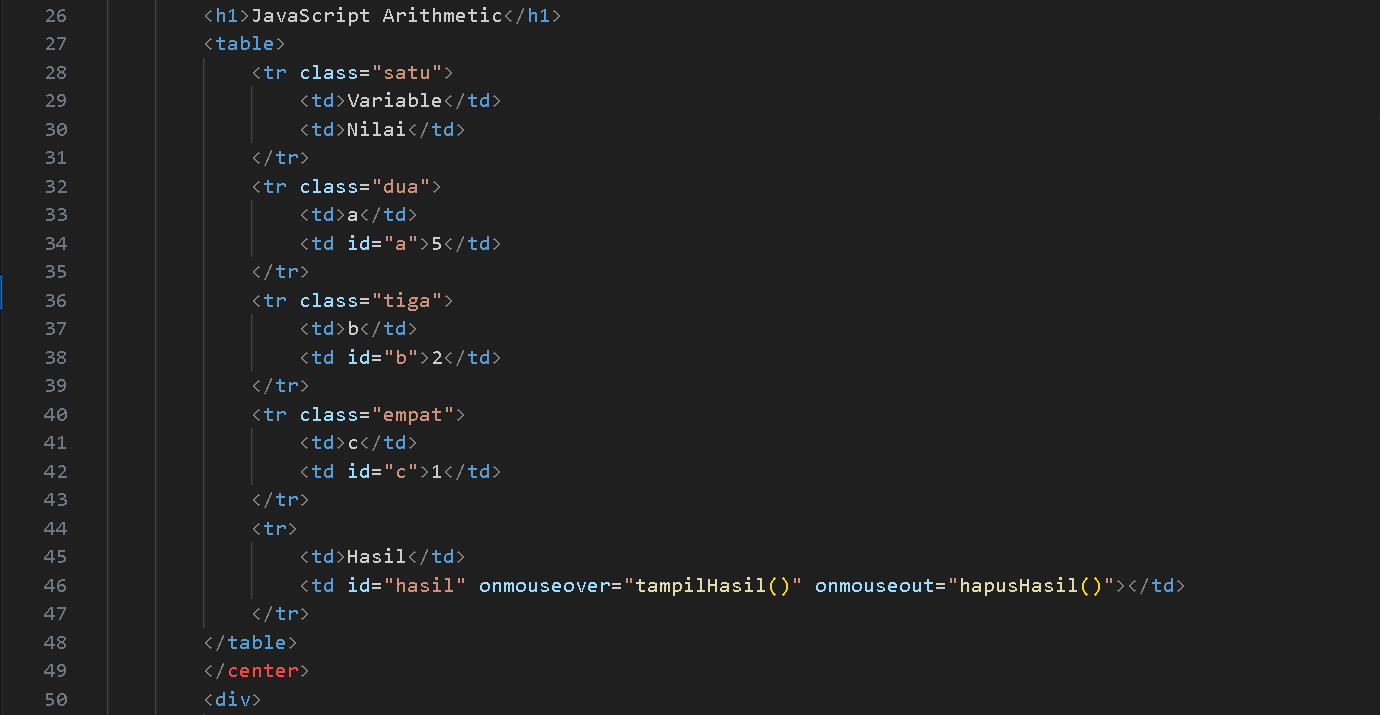 26 <h1>JavaScript Arithmetic</h1>
27 <table>
28 <tr class="satu">
29 <td>Variable</td>
30 <td>Nilai</td>
31 </tr>
32 <tr class="dua">
33 <td>a</td>
34 <td id="a">5</td>
35 </tr>
36 <tr class="tiga">
37 <td>b</td>
38 <td id="b">2</td>
39 </tr>
40 <tr class="empat">
41 <td>c</td>
42 <td id="c">1</td>
43 </tr>
44 <tr>
45 <td>Hasil</td>
46 <td id="hasil" onmouseover="tampilHasil()" onmouseout="hapusHasil()"></td>
47 </tr>
48 </table>
49 </center>
50 <div>